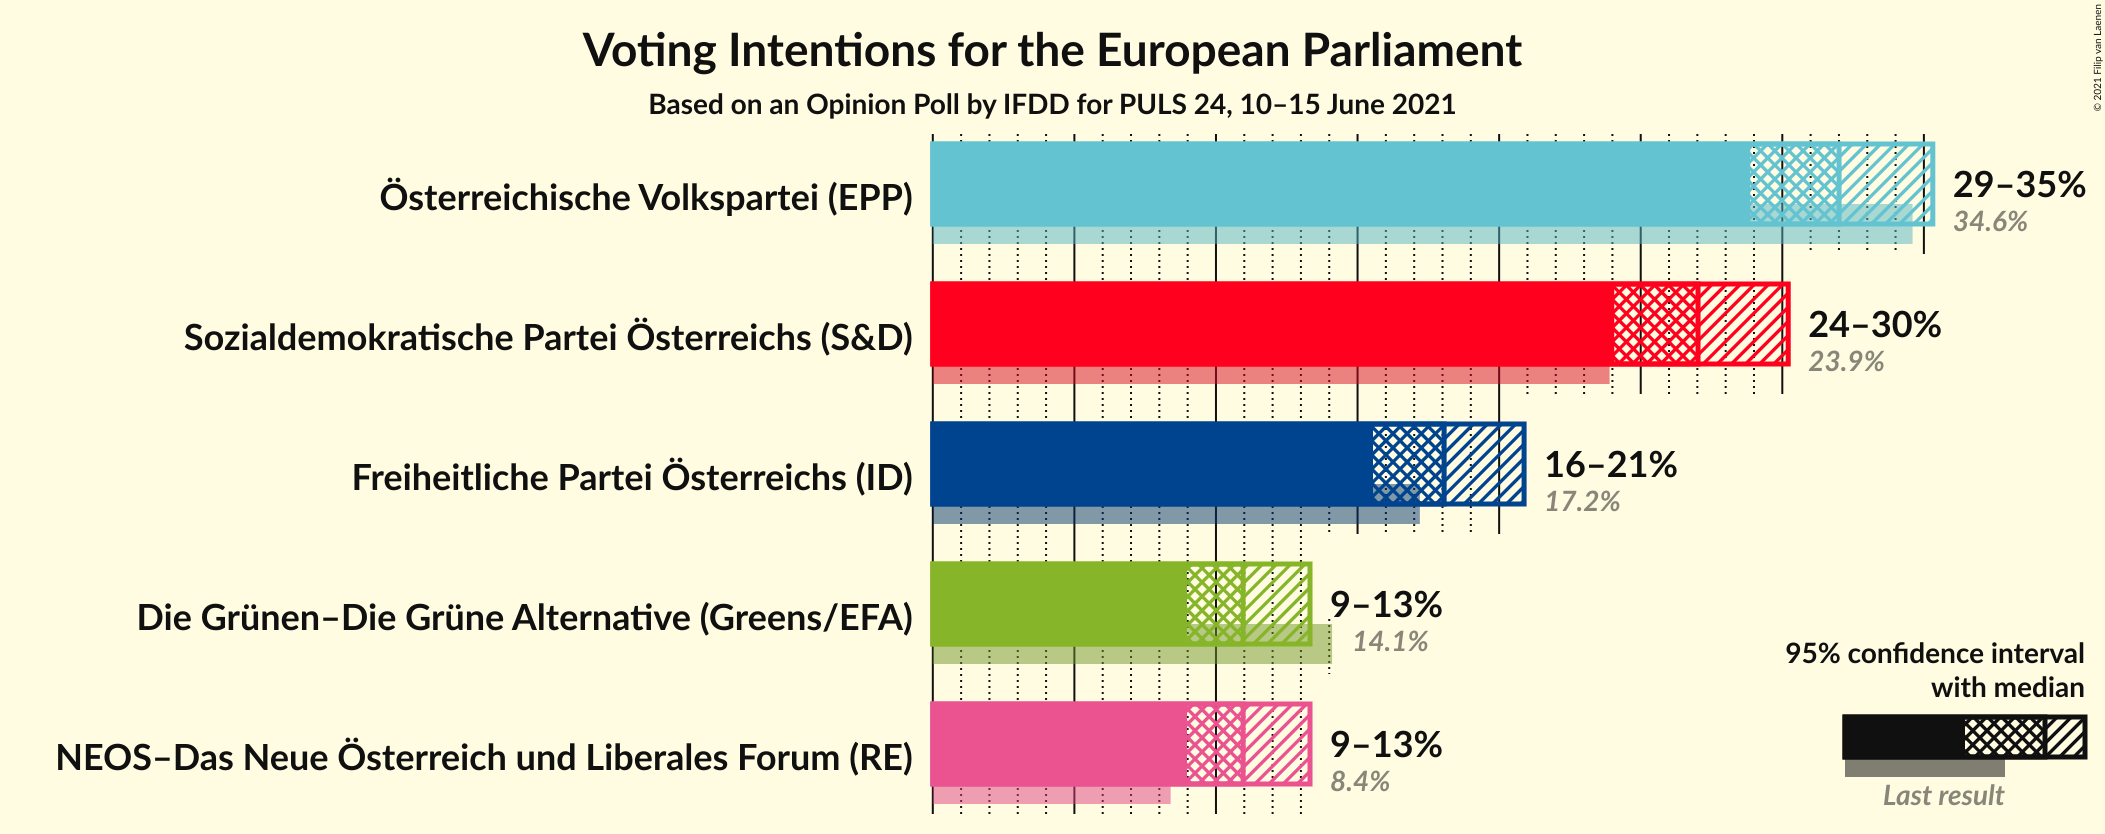 Voting Intentions for the European Parliament
Based on an Opinion Poll by IFDD for PULS 24, 10–15 June 2021
© 2021 Filip van Laenen
Österreichische Volkspartei (EPP)
29–35%
34.6%
Sozialdemokratische Partei Österreichs (S&D)
24–30%
23.9%
Freiheitliche Partei Österreichs (ID)
16–21%
17.2%
Die Grünen–Die Grüne Alternative (Greens/EFA)
9–13%
14.1%
NEOS–Das Neue Österreich und Liberales Forum (RE)
9–13%
8.4%
95% confidence interval
with median
Last result